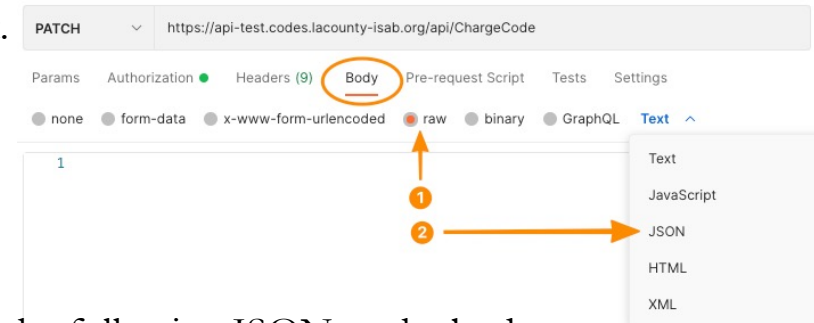 PATCH https://api-test.codes.lacounty-isab.org/api/ChargeCode
Params Authorization Headers (9) Body Pre-request Script Tests Settings
none form-data x-www-form-urlencoded raw binary GraphQL Text
1
Text
JavaScript
1
2
JSON
HTML
XML
following JSON